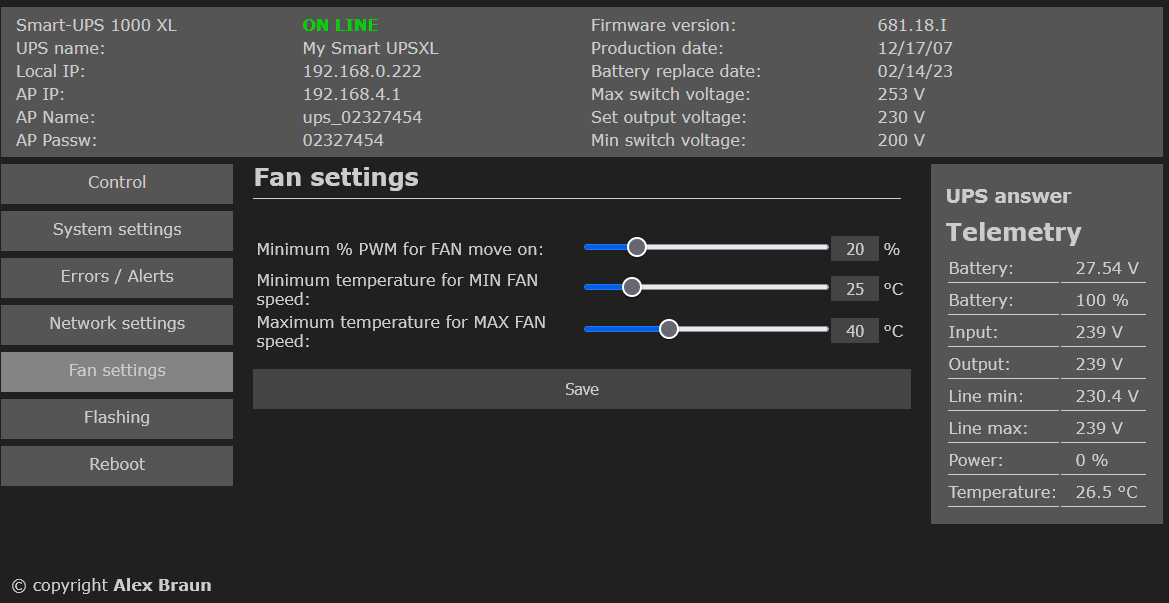 Smart-UPS 1000 XL ON LINE Firmware version: 681.18.I
UPS name: My Smart UPSXL Production date: 12/17/07
Local IP: 192.168.0.222 Battery replace date: 02/14/23
AP IP: 192.168.4.1 Max switch voltage: 253 V
AP Name: ups_02327454 Set output voltage: 230 V
AP Passw: 02327454 Min switch voltage: 200 V
Control
System settings
Errors / Alerts
Network settings
Fan settings
Flashing
Reboot
Fan settings
Minimum % PWM for FAN move on: 20 %
Minimum temperature for MIN FAN
speed: 25 °C
Maximum temperature for MAX FAN
speed: 40 °C
Save
UPS answer
Telemetry
Battery: 27.54 V
Battery: 100 %
Input: 239 V
Output: 239 V
Line min: 230.4 V
Line max: 239 V
Power: 0 %
Temperature: 26.5 °C
© copyright Alex Braun